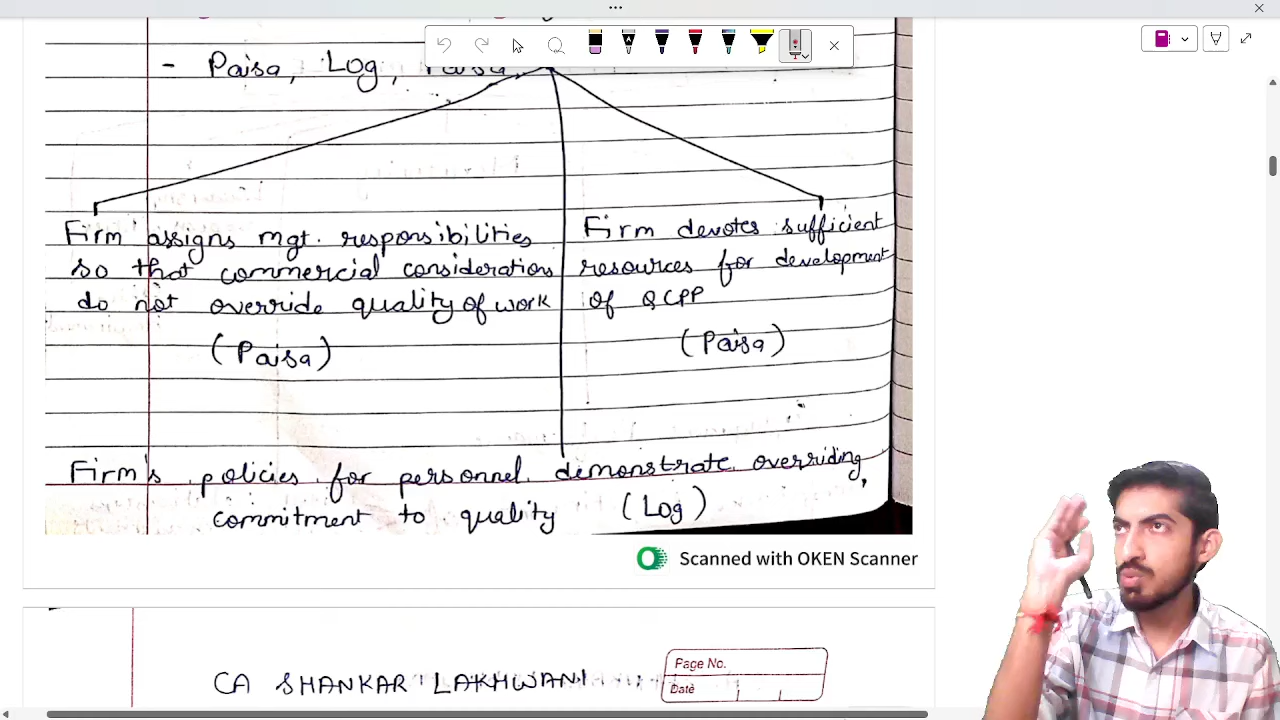 - Paisa, Log, Paisa,
Firm assigns mgt. responsibilities
so that commercial considerations
do not override quality of work
(Paisa)
Firm devotes sufficient
resources for development
of QCPP
(Paisa)
Firm's policies for personnel demonstrate overriding
commitment to quality (Log)
Scanned with OKEN Scanner
CA SHANKAR LAKHWANI
Page No.
Date